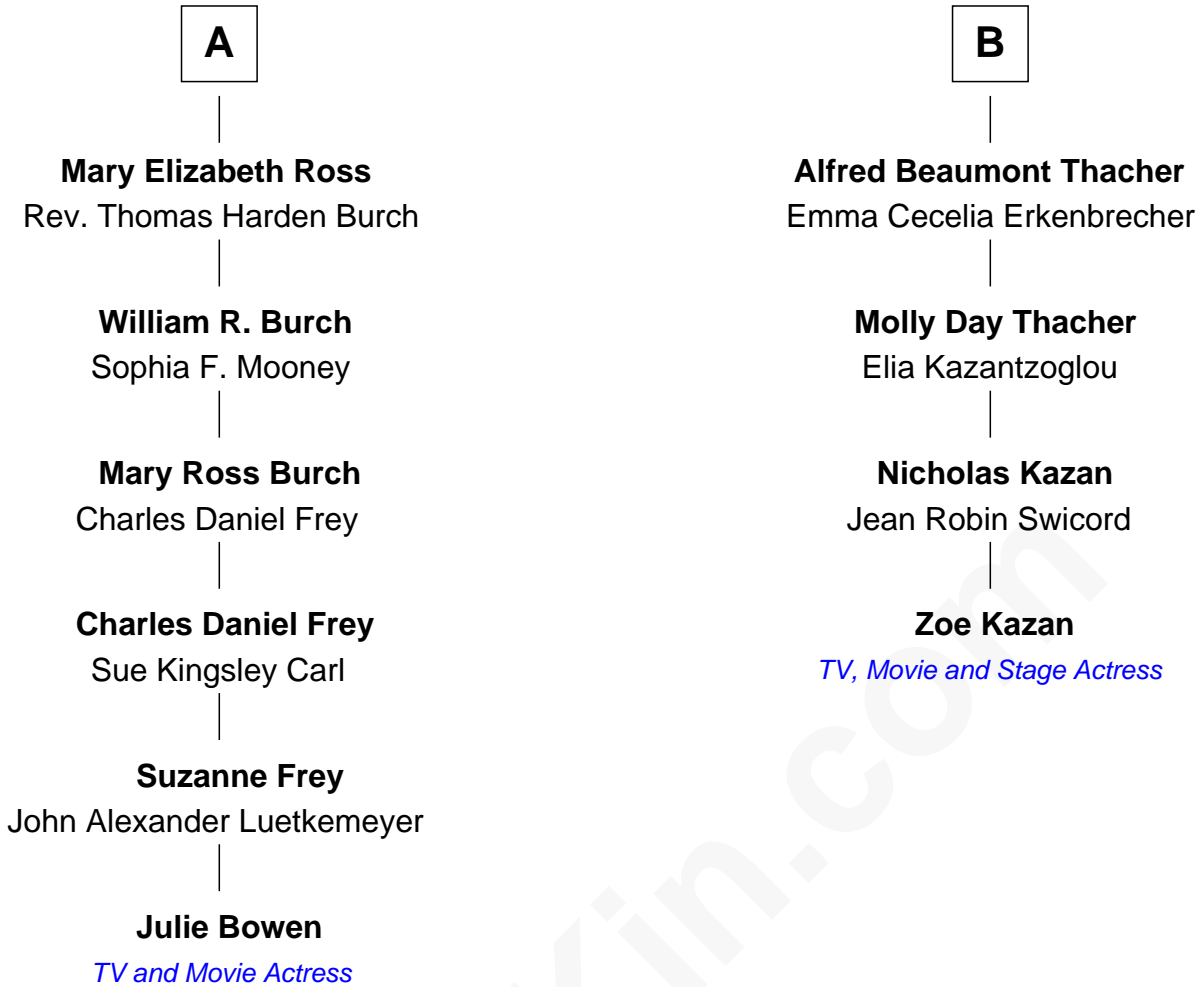 A
Mary Elizabeth Ross
Rev. Thomas Harden Burch
William R. Burch
Sophia F. Mooney
Mary Ross Burch
Charles Daniel Frey
Charles Daniel Frey
Sue Kingsley Carl
Suzanne Frey
John Alexander Luetkemeyer
Julie Bowen
TV and Movie Actress
B
Alfred Beaumont Thacher
Emma Cecelia Erkenbrecher
Molly Day Thacher
Elia Kazantzoglou
Nicholas Kazan
Jean Robin Swicord
Zoe Kazan
TV, Movie and Stage Actress
Kin.com